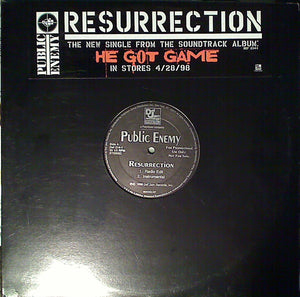 PUBLIC
ENEMY
RESURRECTION
THE NEW SINGLE FROM THE SOUNDTRACK ALBUM
HE GOT GAME
IN STORES 4/28/98
Public Enemy
For Promotional
Use Only
Not For Sale
Resurrection
1. Radio Edit
2. Instrumental